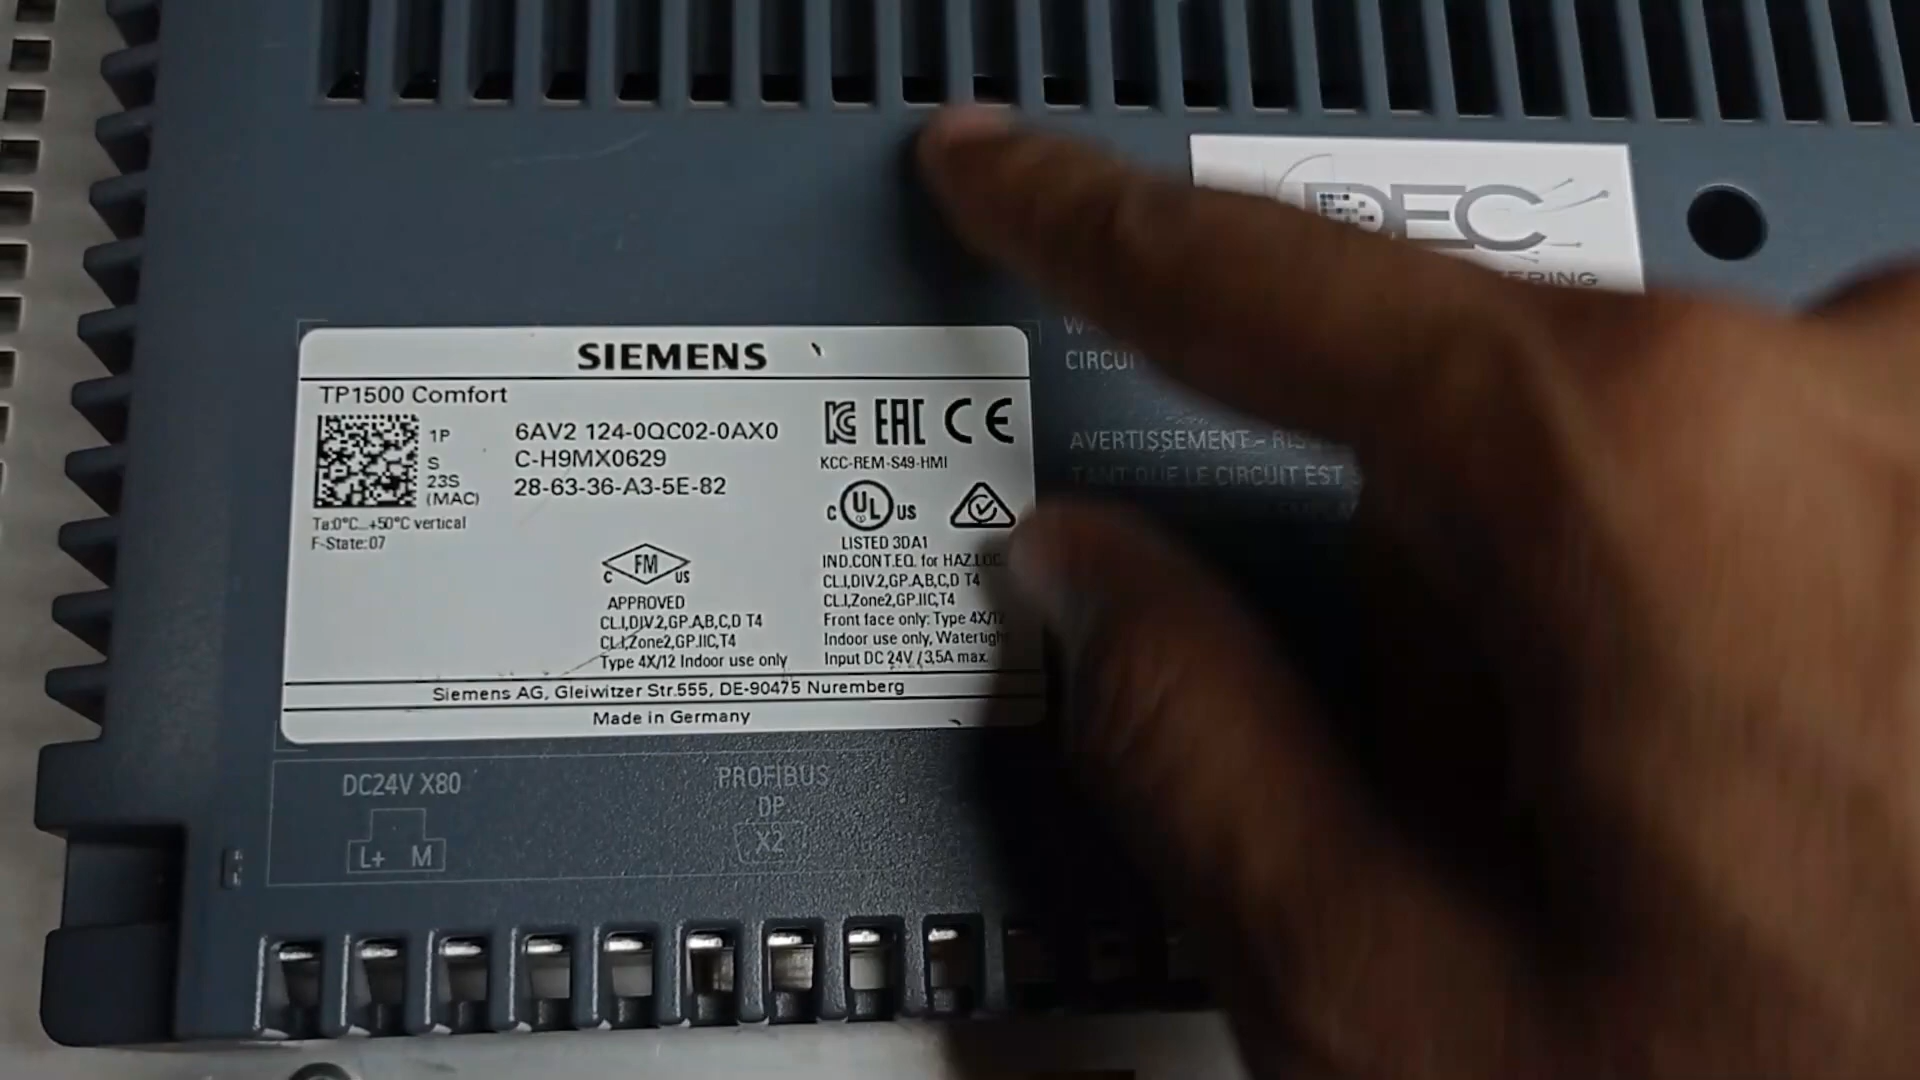 DEC
WA
CIRCUI
AVERTISSEMENT - RIS
TANT QUE LE CIRCUIT EST
SIEMENS
TP1500 Comfort
1P 6AV2 124-0QC02-0AX0
S C-H9MX0629
23S 28-63-36-A3-5E-82
(MAC)
Ta:0°C...+50°C vertical
F-State:07
EAC CE
KCC-REM-S49-HMI
C UL US
LISTED 3DA1
IND.CONT.EQ. for HAZ.LOC.
CL.I,DIV.2,GP.A,B,C,D T4
CL.I,Zone2,GP.IIC,T4
Front face only: Type 4X/12
Indoor use only, Watertigh
Input DC 24V / 3,5A max.
C FM US
APPROVED
CL.I,DIV.2,GP.A,B,C,D T4
CL.I,Zone2,GP.IIC,T4
Type 4X/12 Indoor use only
Siemens AG, Gleiwitzer Str.555, DE-90475 Nuremberg
Made in Germany
DC24V X80
L+ M
PROFIBUS
DP
X2